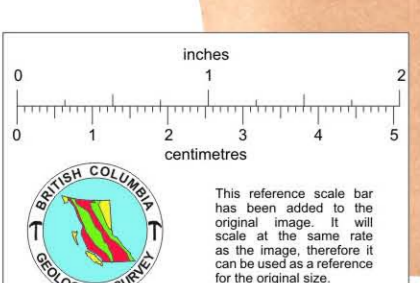 inches
0 1 2
0 1 2 3 4 5
centimetres
BRITISH COLUMBIA
This reference scale bar
has been added to the
original image. It will
scale at the same rate
as the image, therefore it
can be used as a reference
for the original size.